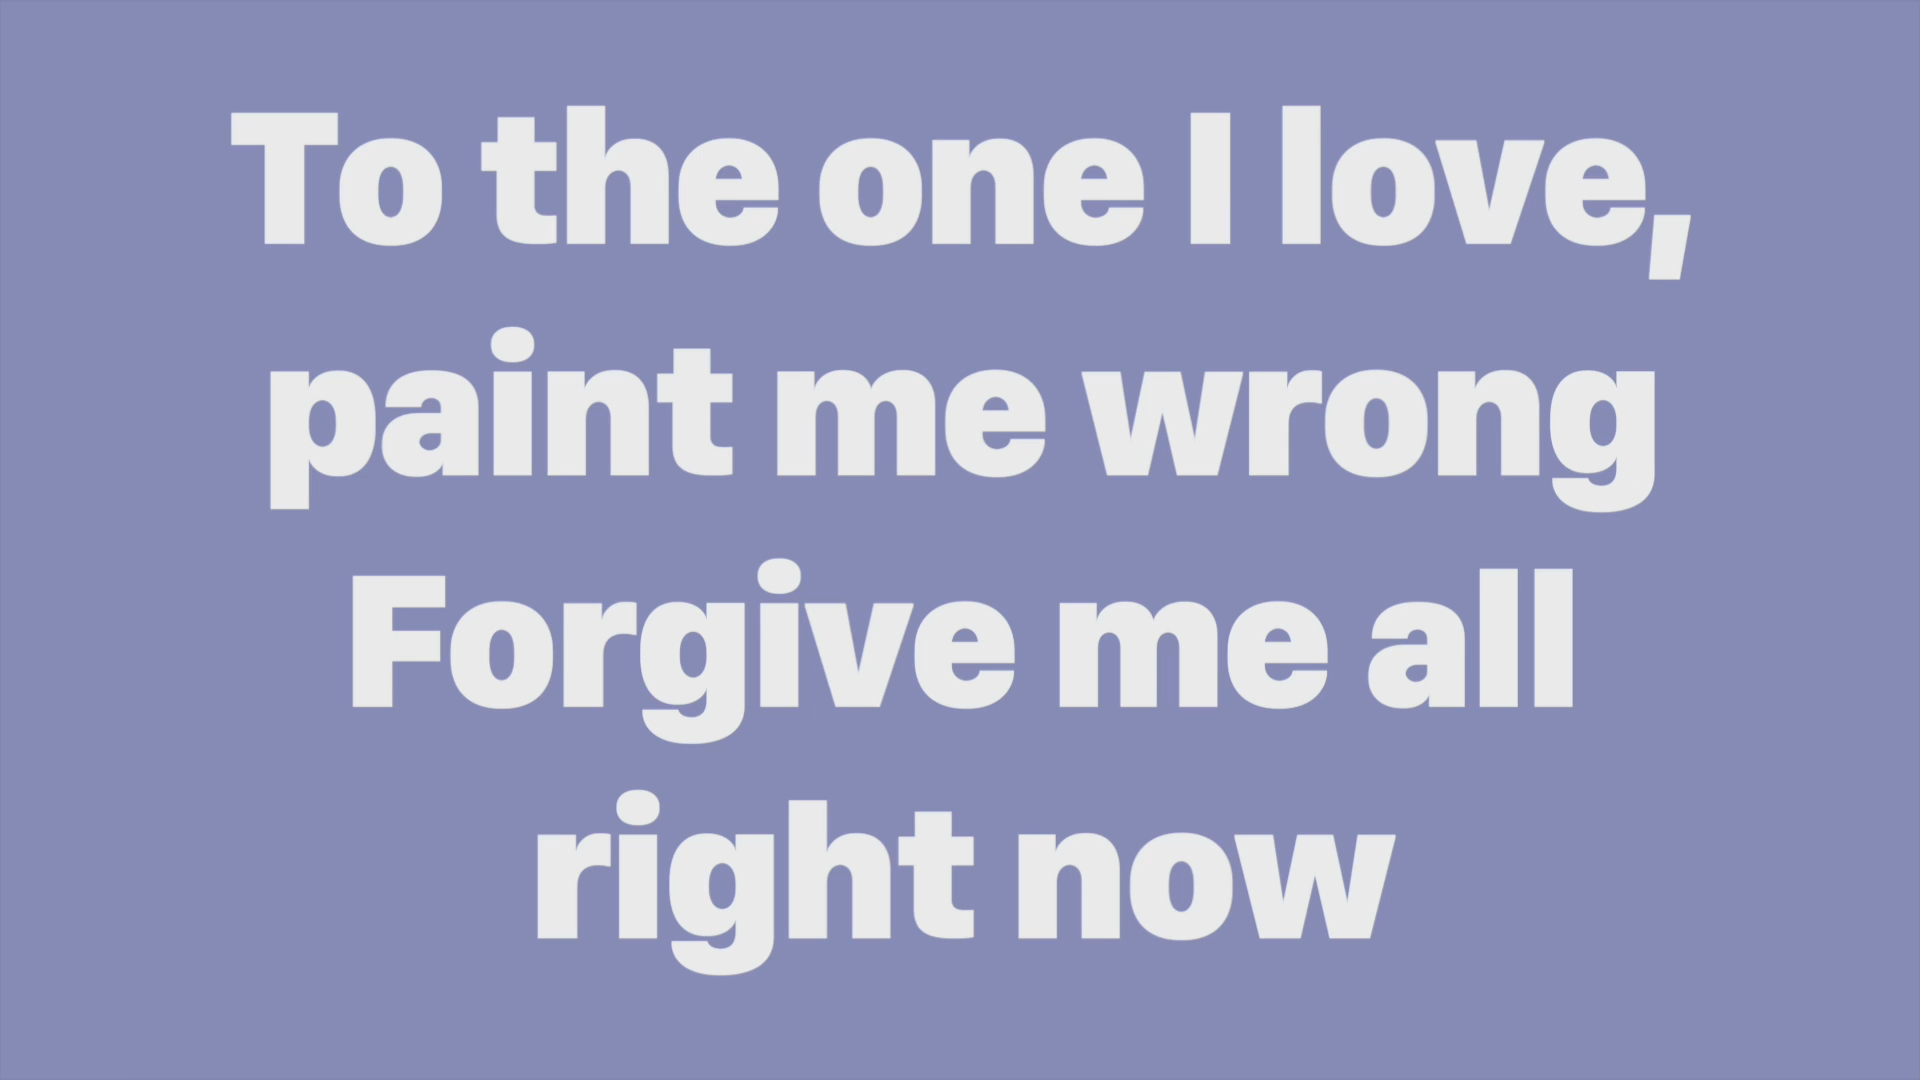 To the one I love,
paint me wrong
Forgive me all
right now